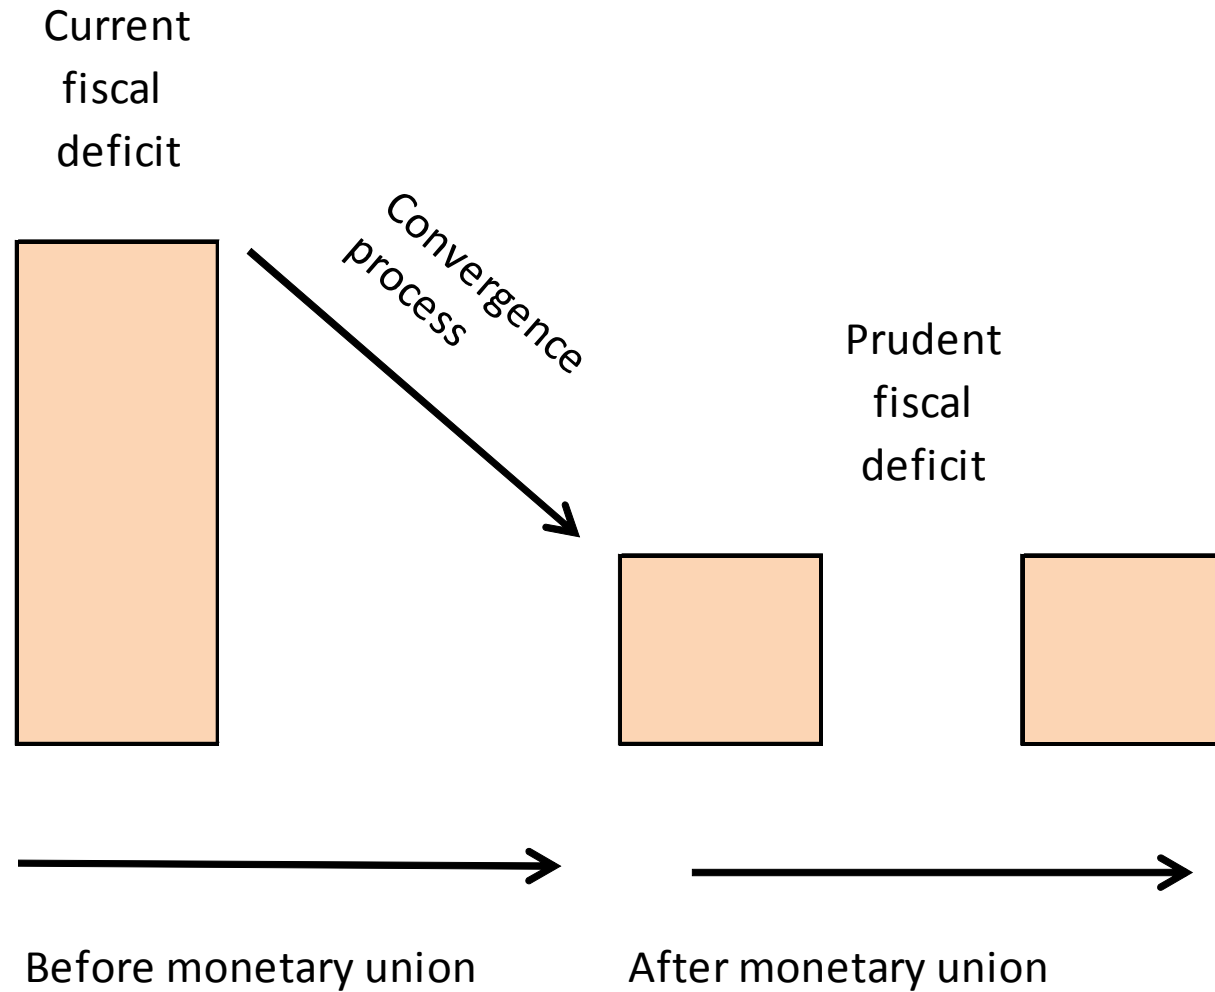 Current
fiscal
deficit
Convergence
process
Prudent
fiscal
deficit
Before monetary union
After monetary union